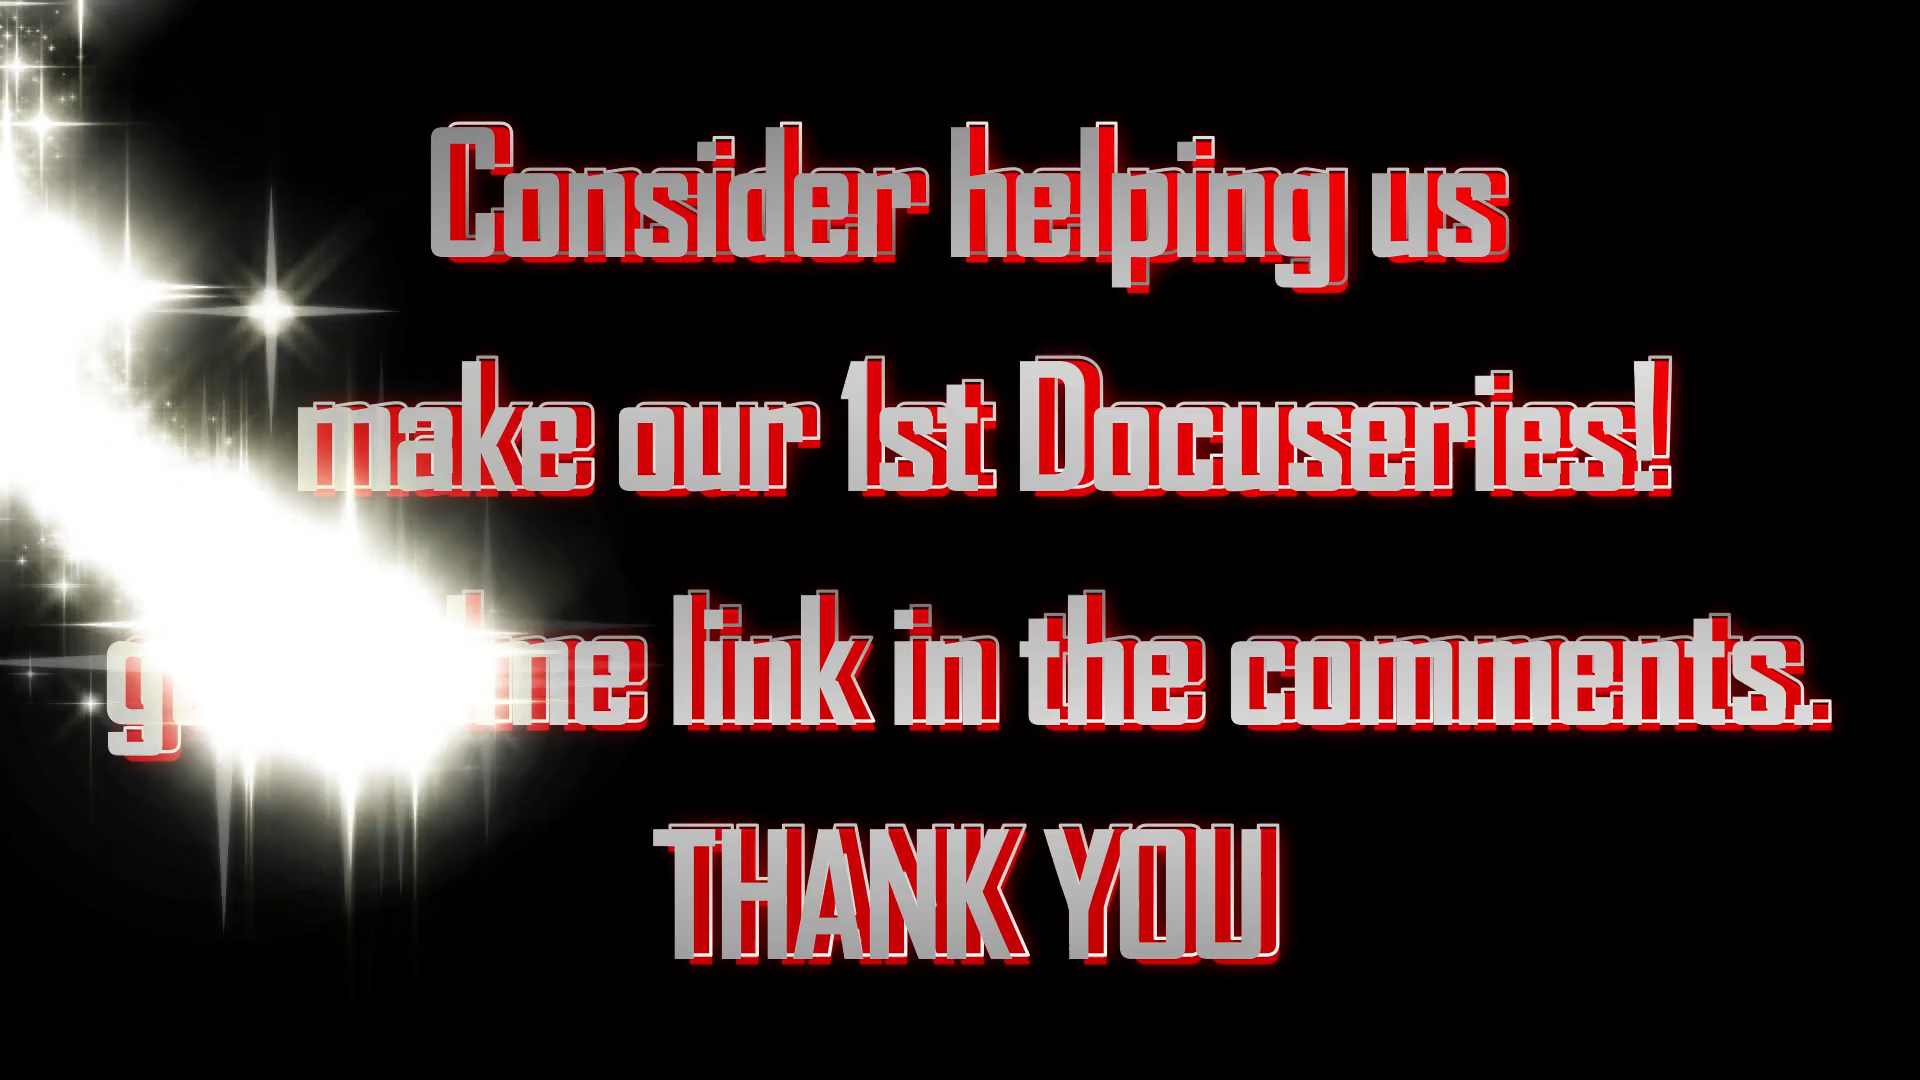 Consider helping us
make our 1st Docuseries!
link in the comments.
THANK YOU